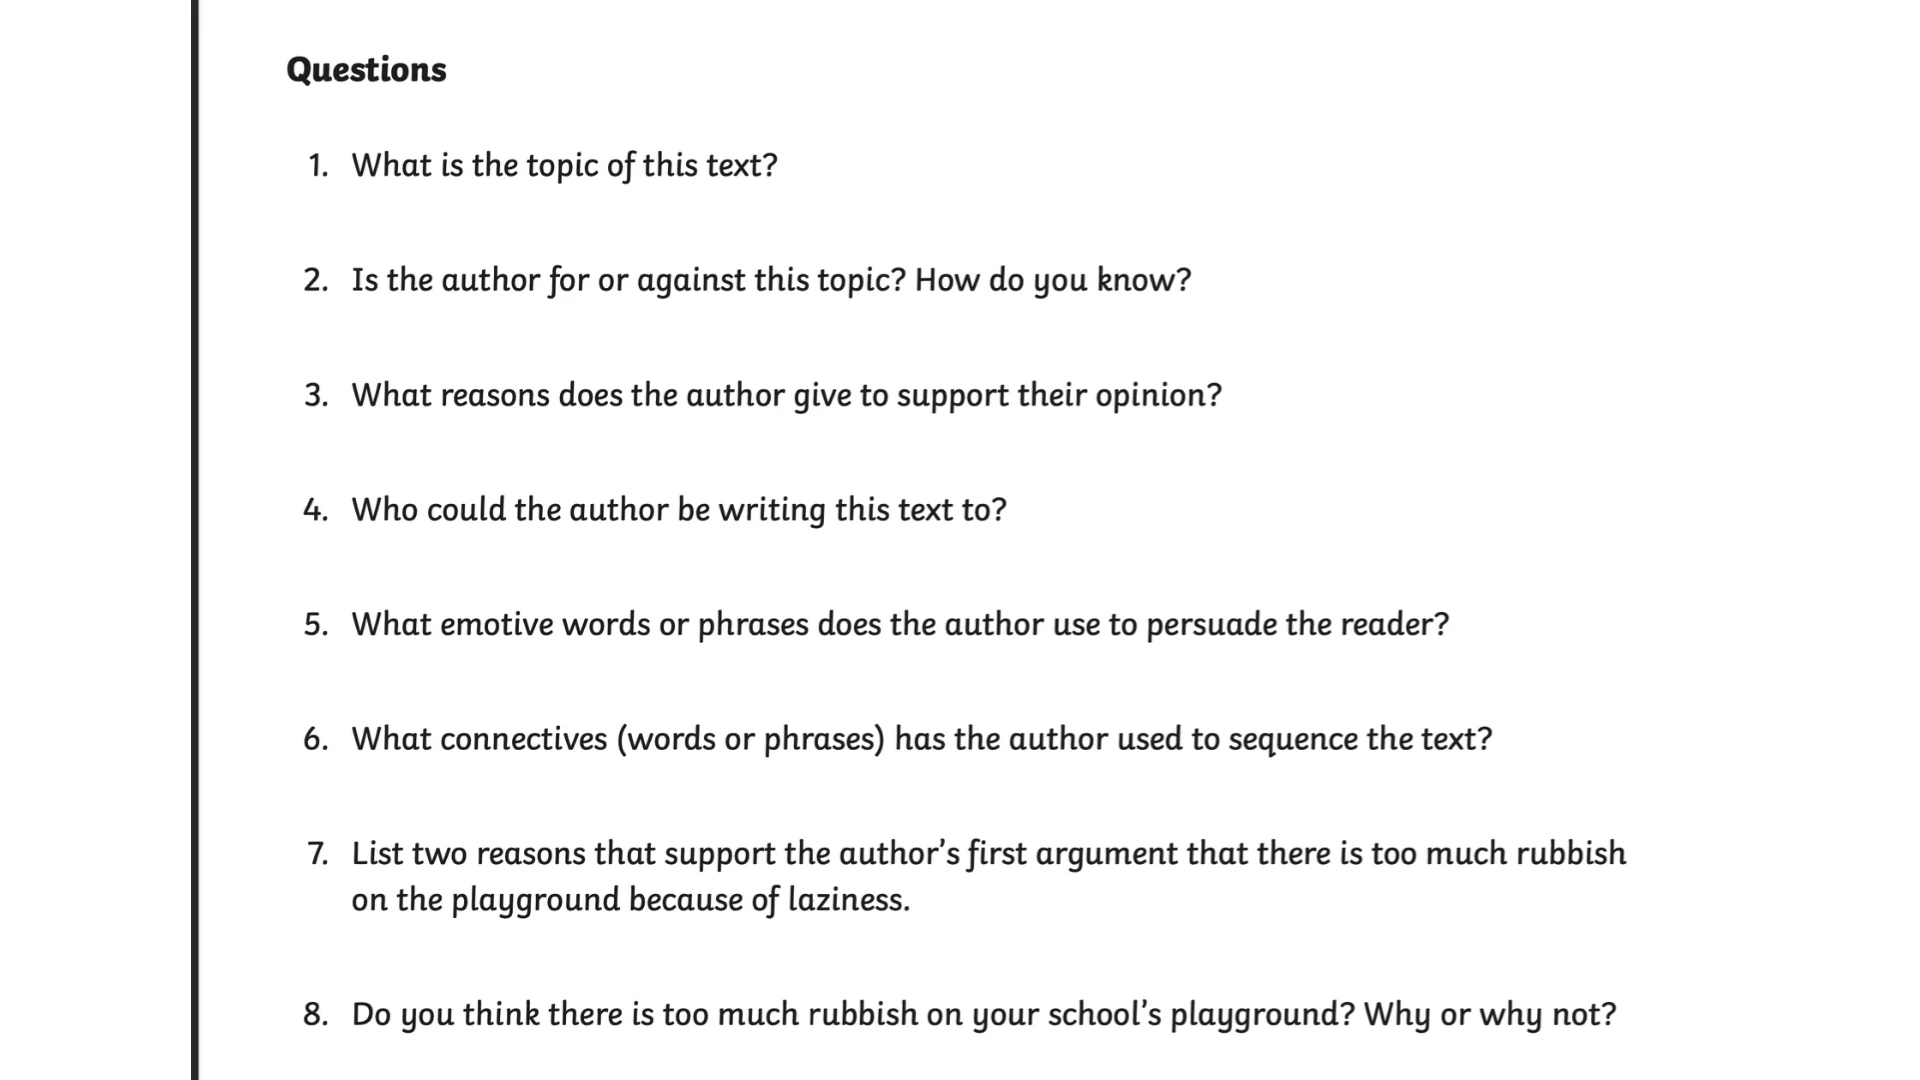 Questions
1. What is the topic of this text?
2. Is the author for or against this topic? How do you know?
3. What reasons does the author give to support their opinion?
4. Who could the author be writing this text to?
5. What emotive words or phrases does the author use to persuade the reader?
6. What connectives (words or phrases) has the author used to sequence the text?
7. List two reasons that support the author’s first argument that there is too much rubbish
on the playground because of laziness.
8. Do you think there is too much rubbish on your school’s playground? Why or why not?